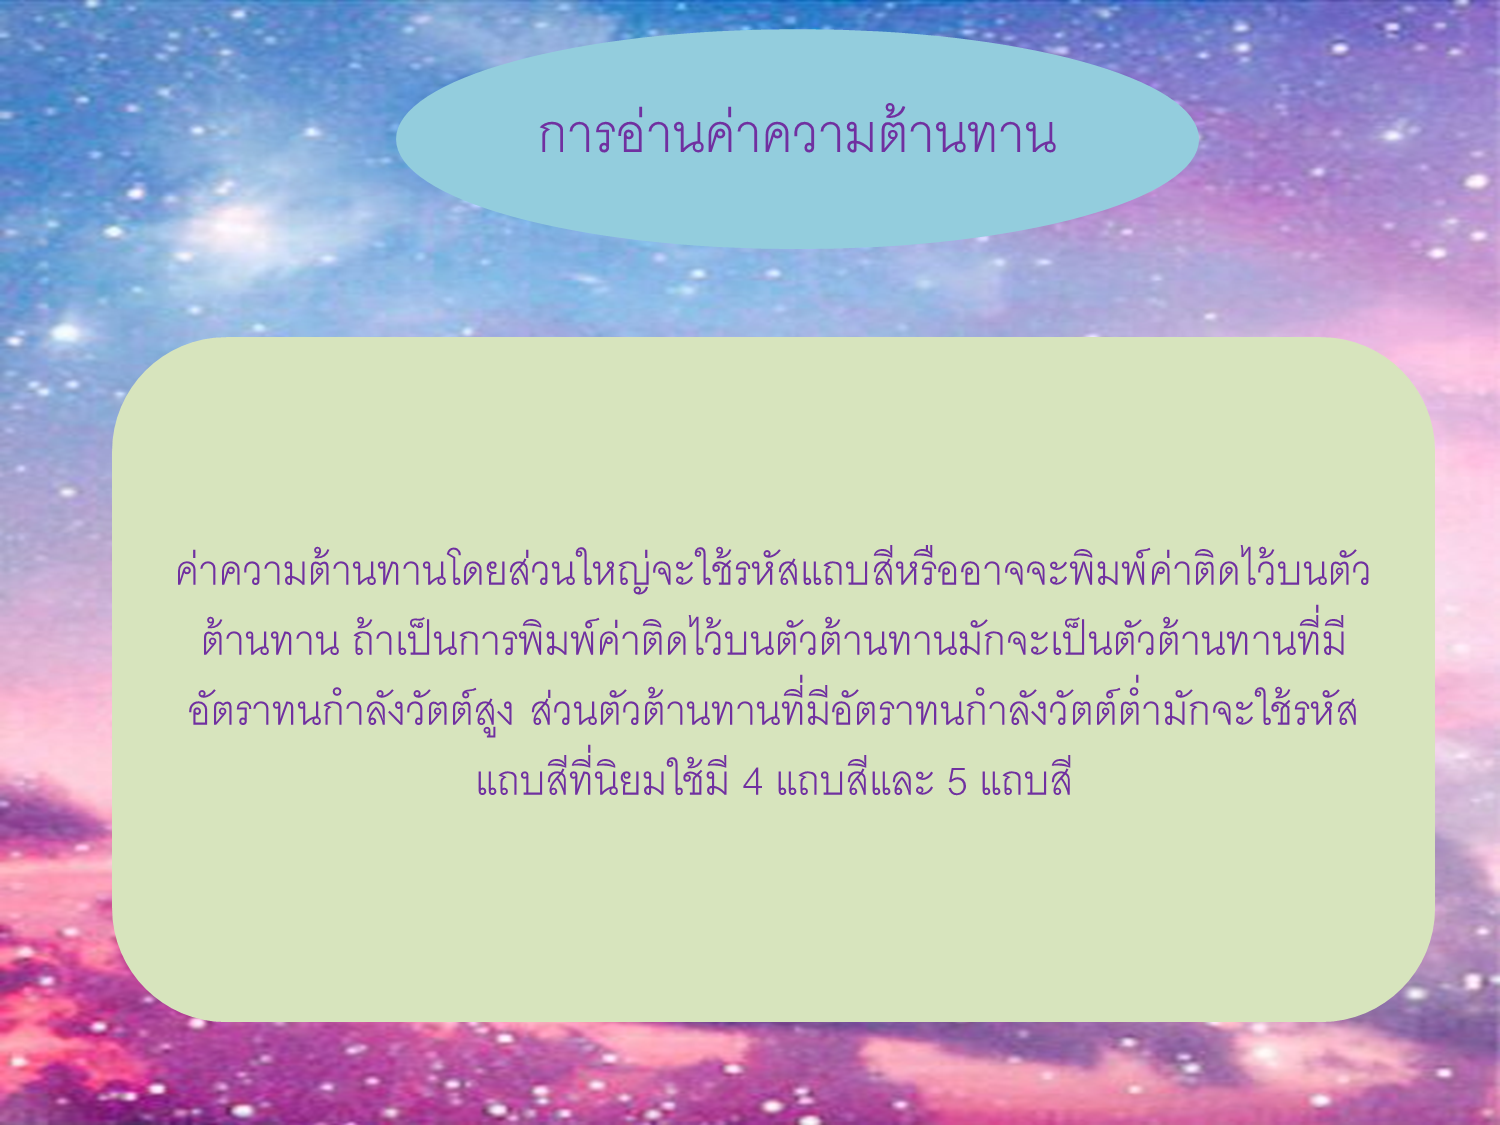 การอ่านค่าความต้านทาน
ค่าความต้านทานโดยส่วนใหญ่จะใช้รหัสแถบสีหรืออาจจะพิมพ์ค่าติดไว้บนตัว
ต้านทาน ถ้าเป็นการพิมพ์ค่าติดไว้บนตัวต้านทานมักจะเป็นตัวต้านทานที่มี
อัตราทนกำลังวัตต์สูง ส่วนตัวต้านทานที่มีอัตราทนกำลังวัตต์ต่ำมักจะใช้รหัส
แถบสีที่นิยมใช้มี 4 แถบสีและ 5 แถบสี